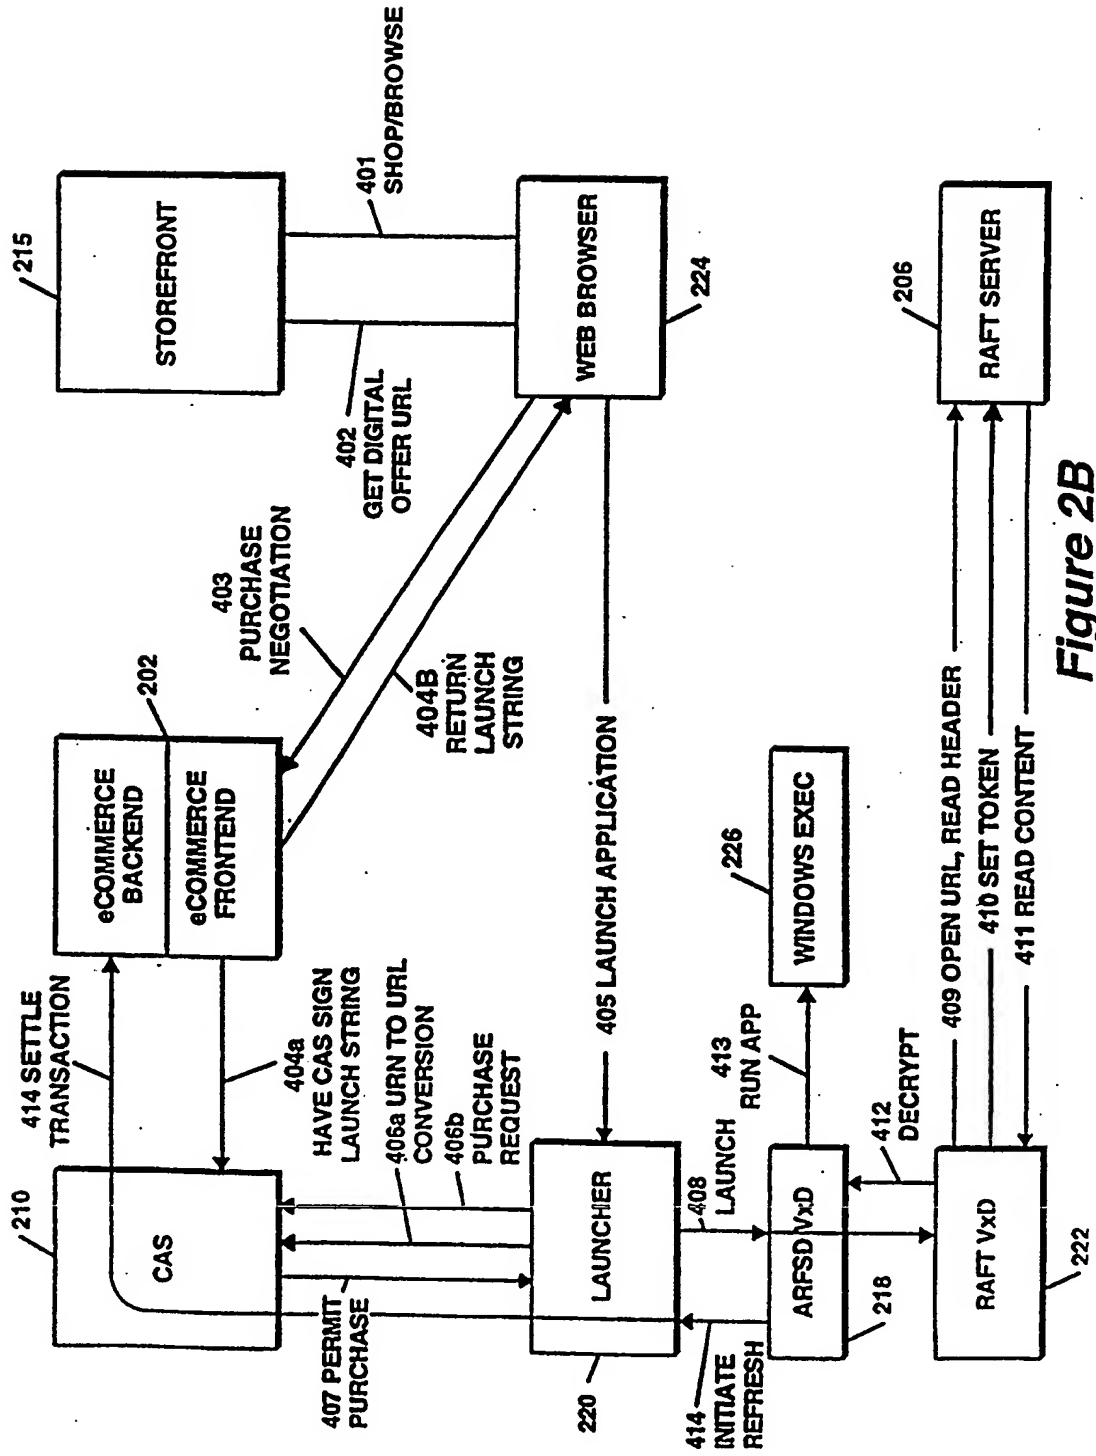 215
STOREFRONT
401
SHOP/BROWSE
402
GET DIGITAL
OFFER URL
WEB BROWSER
224
403
PURCHASE
NEGOTIATION
404B
RETURN
LAUNCH
STRING
202
eCOMMERCE
BACKEND
eCOMMERCE
FRONTEND
414 SETTLE
TRANSACTION
404a
HAVE CAS SIGN
LAUNCH STRING
210
CAS
406a URN TO URL
CONVERSION
406b PURCHASE
REQUEST
407 PERMIT
PURCHASE
405 LAUNCH APPLICATION
LAUNCHER
220
408 LAUNCH
414
INITIATE
REFRESH
413
RUN APP
226
WINDOWS EXEC
ARFSD VxD
218
412
DECRYPT
RAFT VxD
222
409 OPEN URL, READ HEADER
410 SET TOKEN
411 READ CONTENT
206
RAFT SERVER
Figure 2B